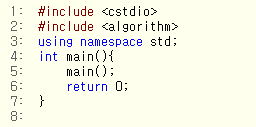 1: #include <cstdio>
2: #include <algorithm>
3: using namespace std;
4: int main(){
5:     main();
6:     return 0;
7: }
8: